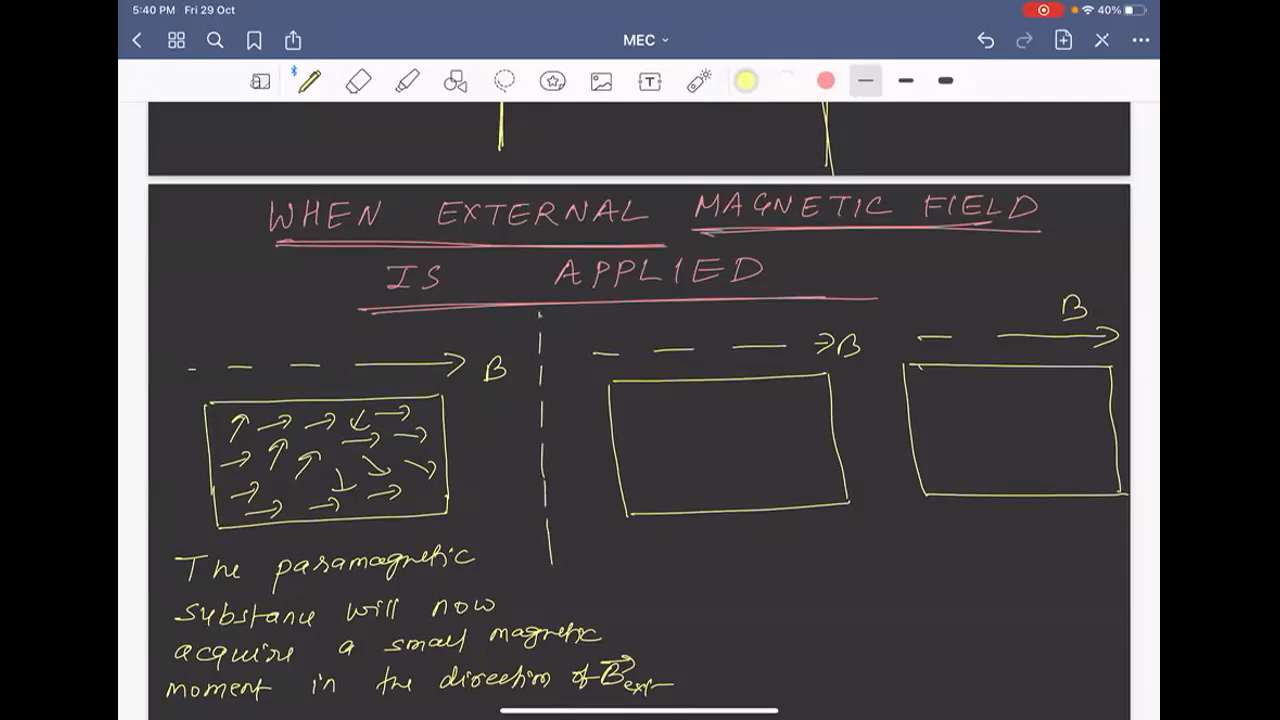 5:40 PM Fri 29 Oct
40%
MEC
WHEN EXTERNAL MAGNETIC FIELD
IS APPLIED
B
B
B
The paramagnetic
substance will now
acquire a small magnetic
moment in the direction of B ext